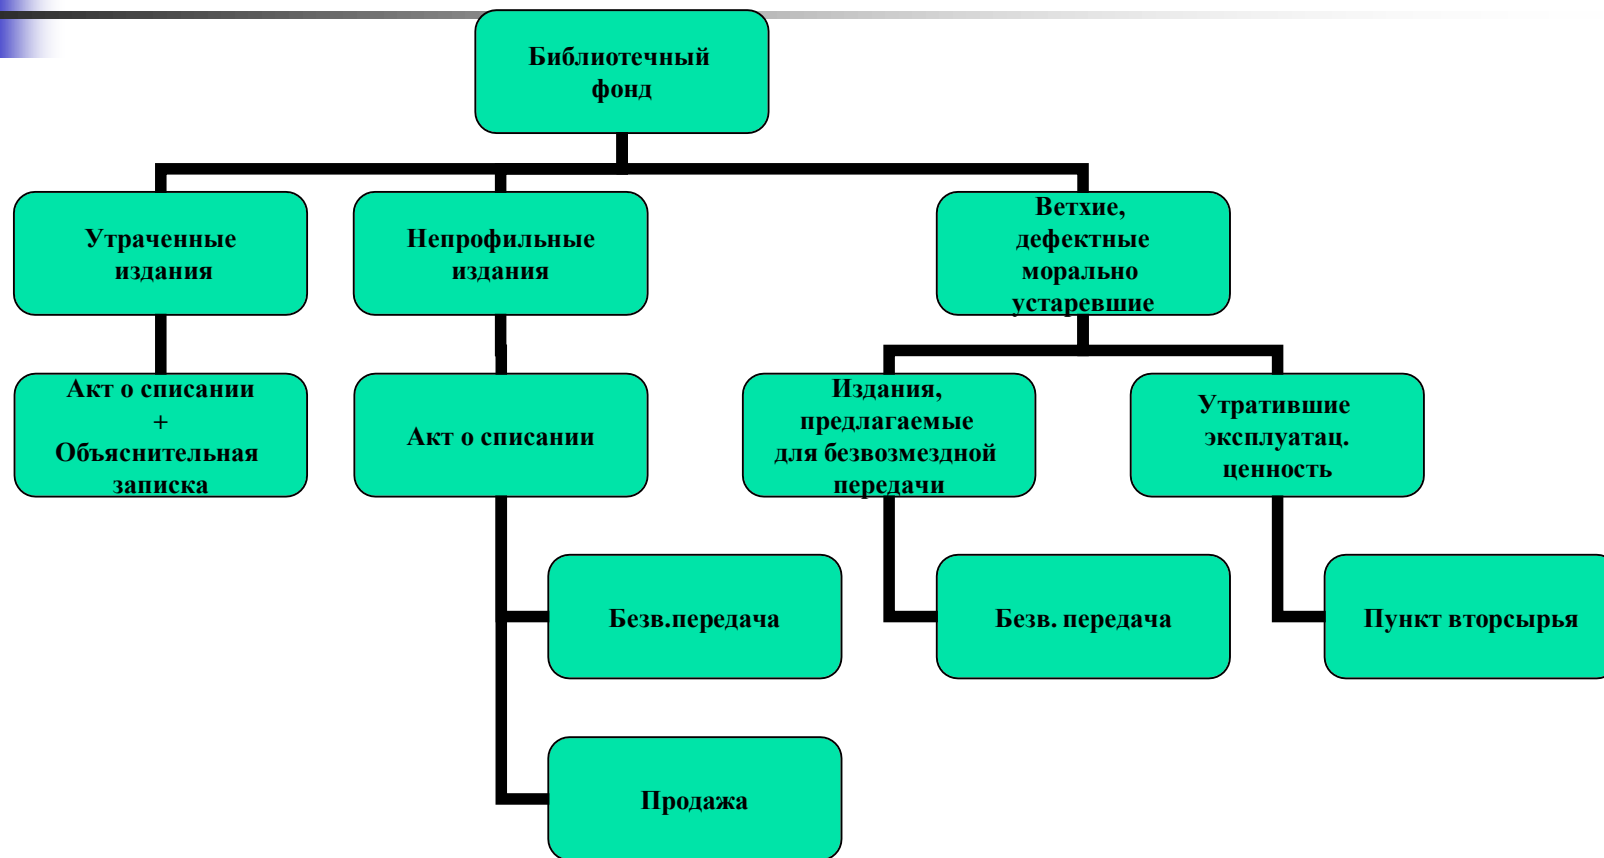 Библиотечный
фонд
Утраченные
издания
Непрофильные
издания
Ветхие,
дефектные
морально
устаревшие
Акт о списании
+
Объяснительная
записка
Акт о списании
Издания,
предлагаемые
для безвозмездной
передачи
Утратившие
эксплуатац.
ценность
Безв.передача
Безв. передача
Пункт вторсырья
Продажа